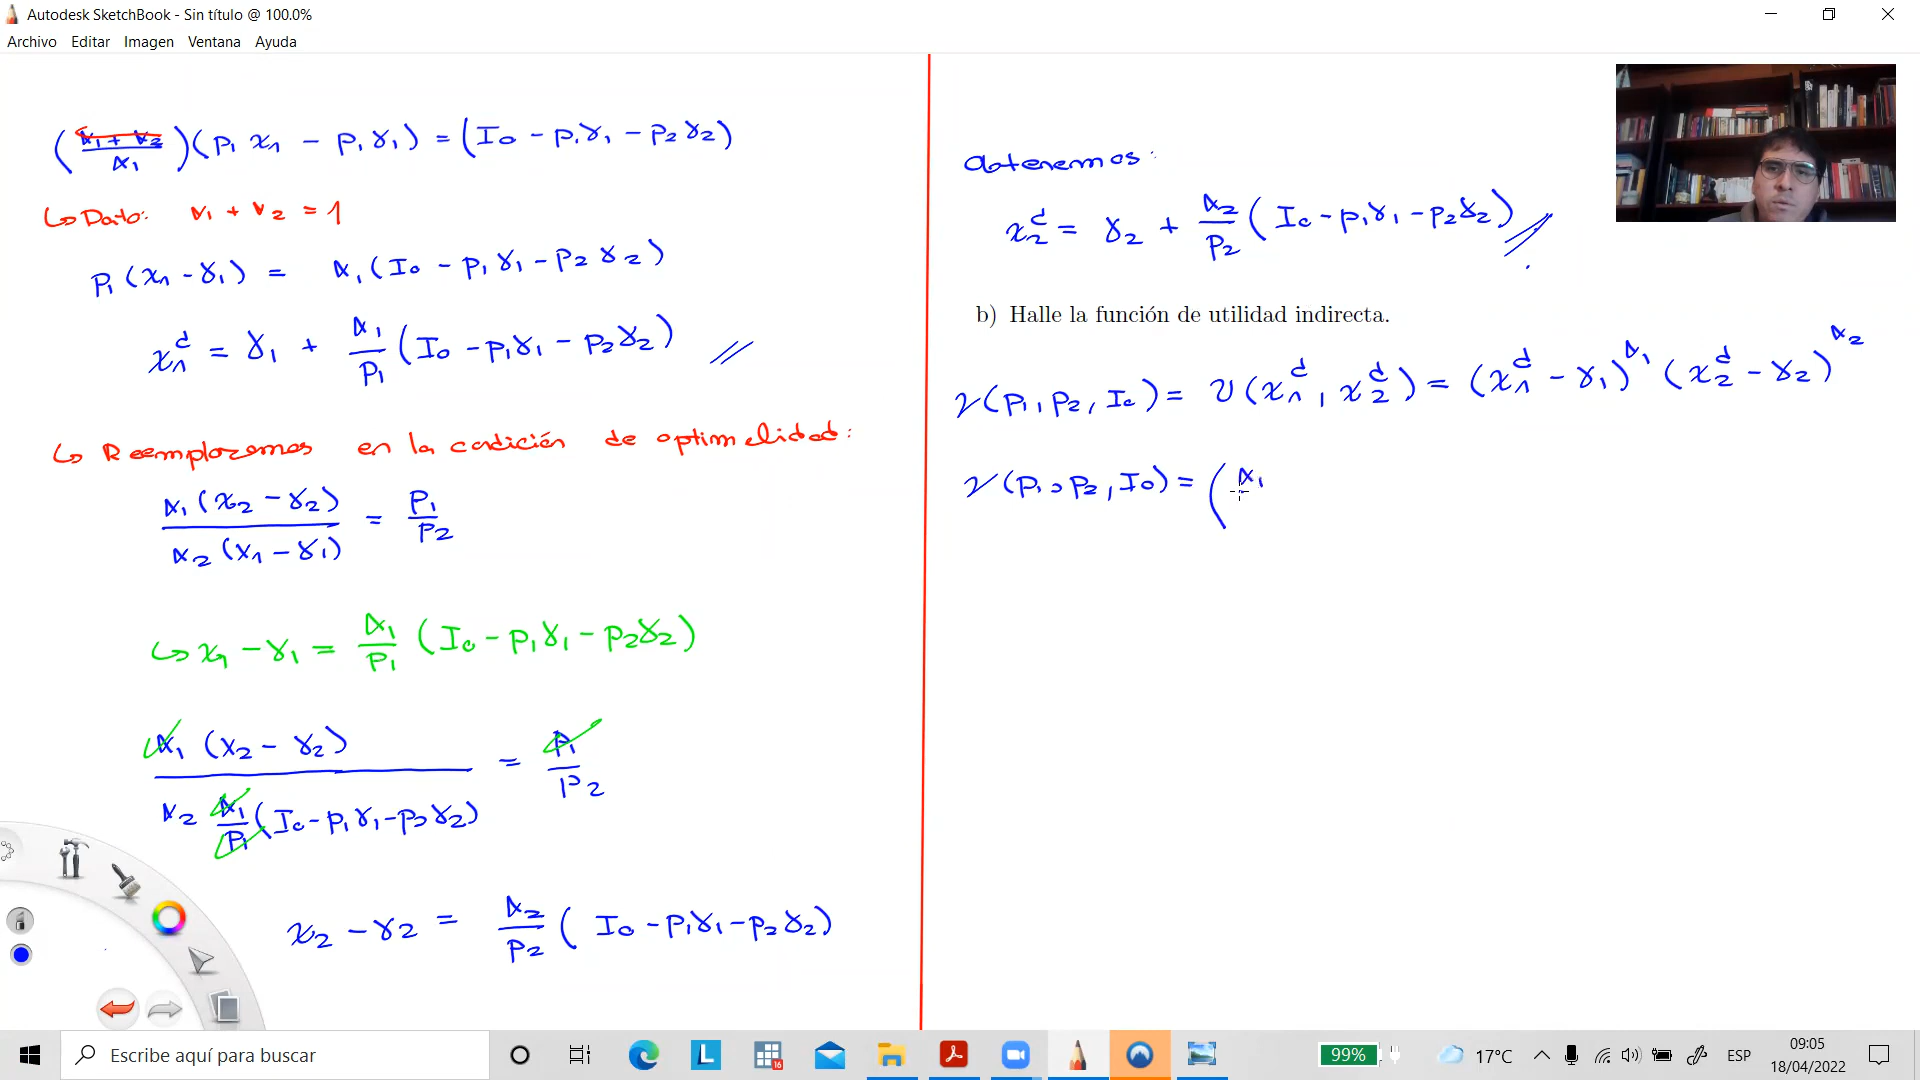 Autodesk SketchBook - Sin título @ 100.0%
Archivo Editar Imagen Ventana Ayuda
((α₁ + α₂)/α₁)(p₁ x₁ − p₁γ₁) = (I₀ − p₁γ₁ − p₂γ₂)
↳ Dato: α₁ + α₂ = 1
p₁(x₁ − γ₁) = α₁(I₀ − p₁γ₁ − p₂γ₂)
x₁ᵈ = γ₁ + α₁/p₁ (I₀ − p₁γ₁ − p₂γ₂) //
↳ Reemplazamos en la condición de optimalidad:
α₁(x₂ − γ₂) / α₂(x₁ − γ₁) = p₁/p₂
↳ x₁ − γ₁ = α₁/p₁ (I₀ − p₁γ₁ − p₂γ₂)
α₁(x₂ − γ₂) / α₂ α₁/p₁ (I₀ − p₁γ₁ − p₂γ₂) = p₁/p₂
x₂ − γ₂ = α₂/p₂ (I₀ − p₁γ₁ − p₂γ₂)
obtenemos:
x₂ᵈ = γ₂ + α₂/p₂ (I₀ − p₁γ₁ − p₂γ₂) //
b) Halle la función de utilidad indirecta.
V(p₁, p₂, I₀) = U(x₁ᵈ, x₂ᵈ) = (x₁ᵈ − γ₁)^α₁ (x₂ᵈ − γ₂)^α₂
V(p₁, p₂, I₀) = (α₁
Escribe aquí para buscar
L
16
99%
17°C
ESP
09:05
18/04/2022